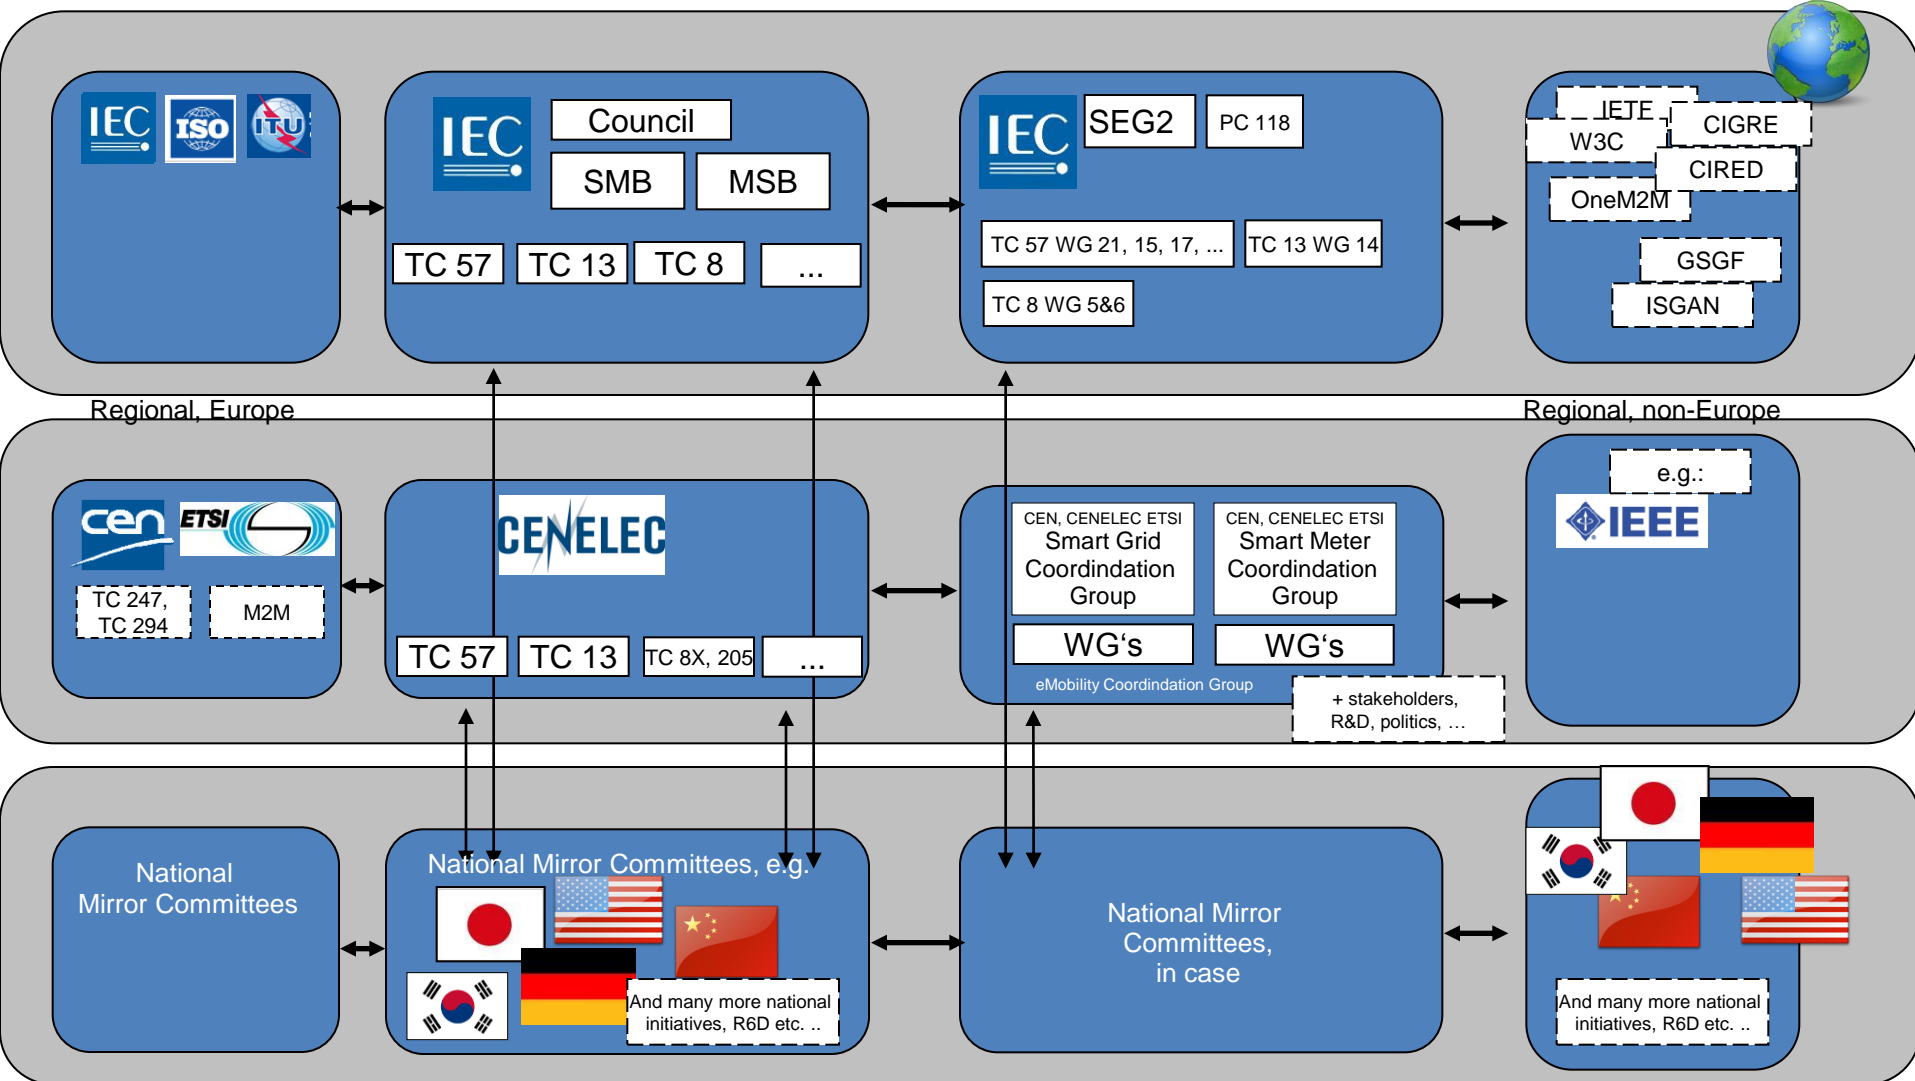 IEC
ISO
ITU
IEC
Council
SMB
MSB
TC 57
TC 13
TC 8
...
IEC
SEG2
PC 118
TC 57 WG 21, 15, 17, ...
TC 13 WG 14
TC 8 WG 5&6
IETF
CIGRE
W3C
CIRED
OneM2M
GSGF
ISGAN
Regional, Europe
Regional, non-Europe
cen
ETSI
TC 247,
TC 294
M2M
CENELEC
TC 57
TC 13
TC 8X, 205
...
CEN, CENELEC ETSI
Smart Grid
Coordindation
Group
WG‘s
CEN, CENELEC ETSI
Smart Meter
Coordindation
Group
WG‘s
eMobility Coordindation Group
+ stakeholders,
R&D, politics, …
e.g.:
IEEE
National
Mirror Committees
National Mirror Committees, e.g.
And many more national
initiatives, R6D etc. ..
National Mirror
Committees,
in case
And many more national
initiatives, R6D etc. ..